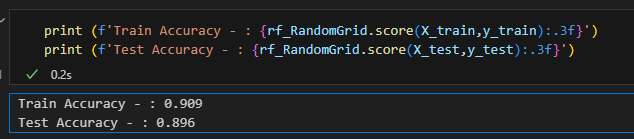 print (f'Train Accuracy - : {rf_RandomGrid.score(X_train,y_train):.3f}')
print (f'Test Accuracy - : {rf_RandomGrid.score(X_test,y_test):.3f}')
0.2s
Train Accuracy - : 0.909
Test Accuracy - : 0.896